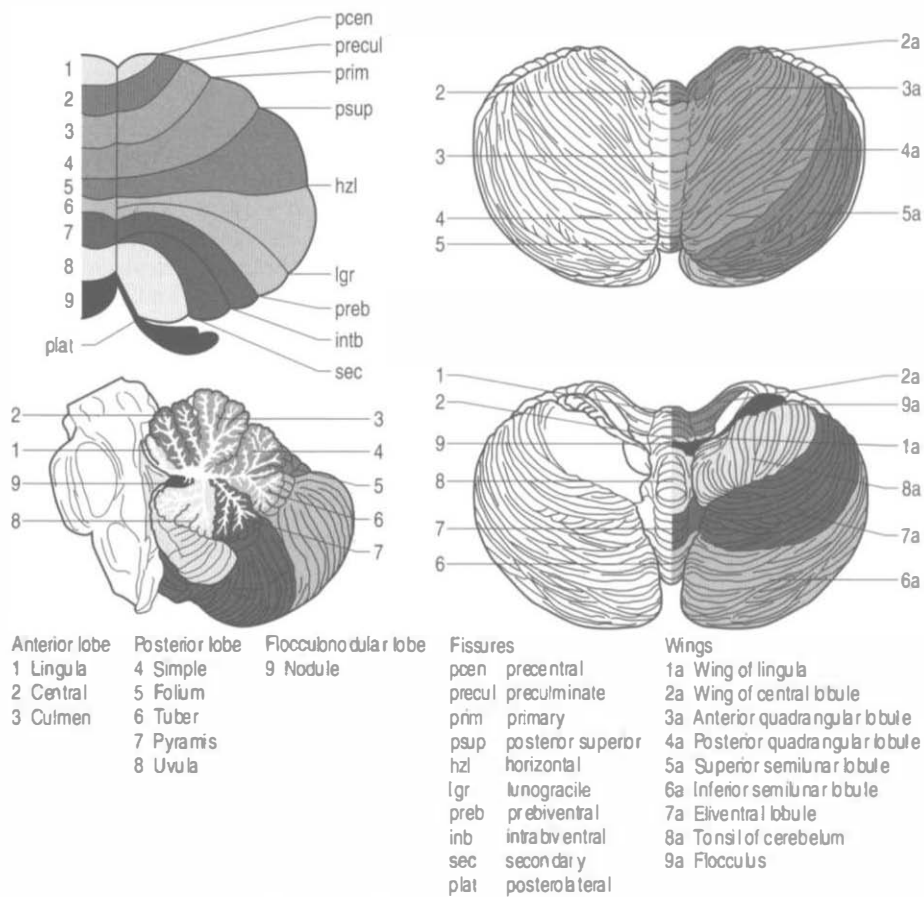 pcen
precul
prim
psup
hzl
lgr
preb
intb
sec
plat
1
2
3
4
5
6
7
8
9
2
3
4
5
2a
3a
4a
5a
2
1
9
8
3
4
5
6
7
1
2
9
8
7
6
2a
9a
1a
8a
7a
6a
Anterior lobe
1 Lingula
2 Central
3 Culmen
Posterior lobe
4 Simple
5 Folium
6 Tuber
7 Pyramis
8 Uvula
Floccubnodular lobe
9 Nodule
Fissures
pcen precentral
precul preculminate
prim primary
psup posterior superior
hzl horizontal
lgr lunogracile
preb prebiventral
inb intrabiventral
sec secondary
plat posterolateral
Wings
1a Wing of lingula
2a Wing of central lobule
3a Anterior quadrangular lobule
4a Posterior quadrangular lobule
5a Superior semilunar lobule
6a Inferior semilunar lobule
7a Eliventral lobule
8a Tonsil of cerebelum
9a Flocculus